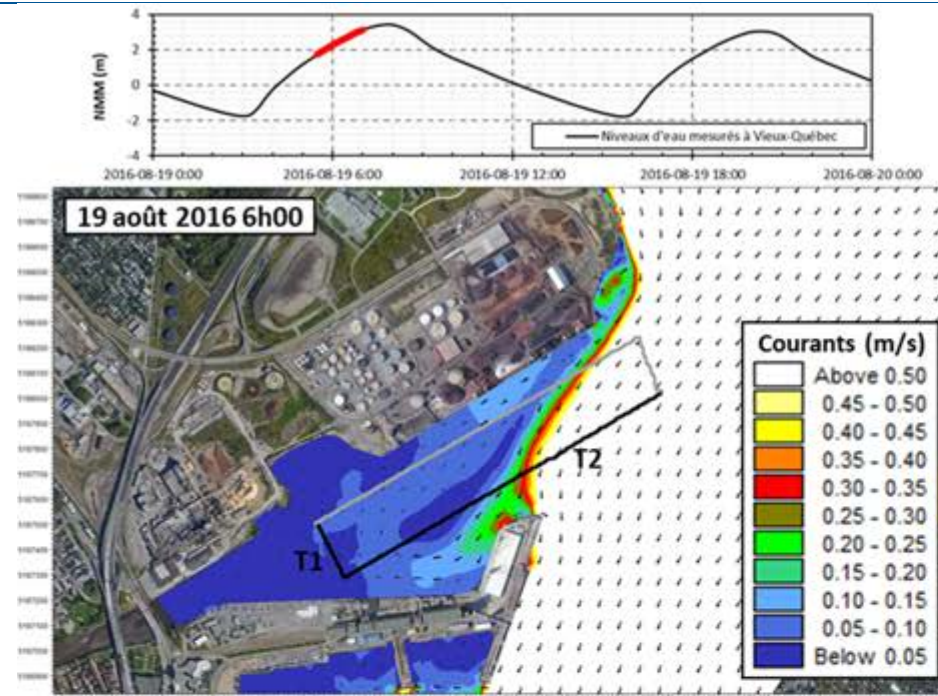 4
2
0
-2
-4
NMM (m)
Niveaux d'eau mesurés à Vieux-Québec
2016-08-19 0:00
2016-08-19 6:00
2016-08-19 12:00
2016-08-19 18:00
2016-08-20 0:00
19 août 2016 6h00
T1
T2
Courants (m/s)
Above 0.50
0.45 - 0.50
0.40 - 0.45
0.35 - 0.40
0.30 - 0.35
0.25 - 0.30
0.20 - 0.25
0.15 - 0.20
0.10 - 0.15
0.05 - 0.10
Below 0.05